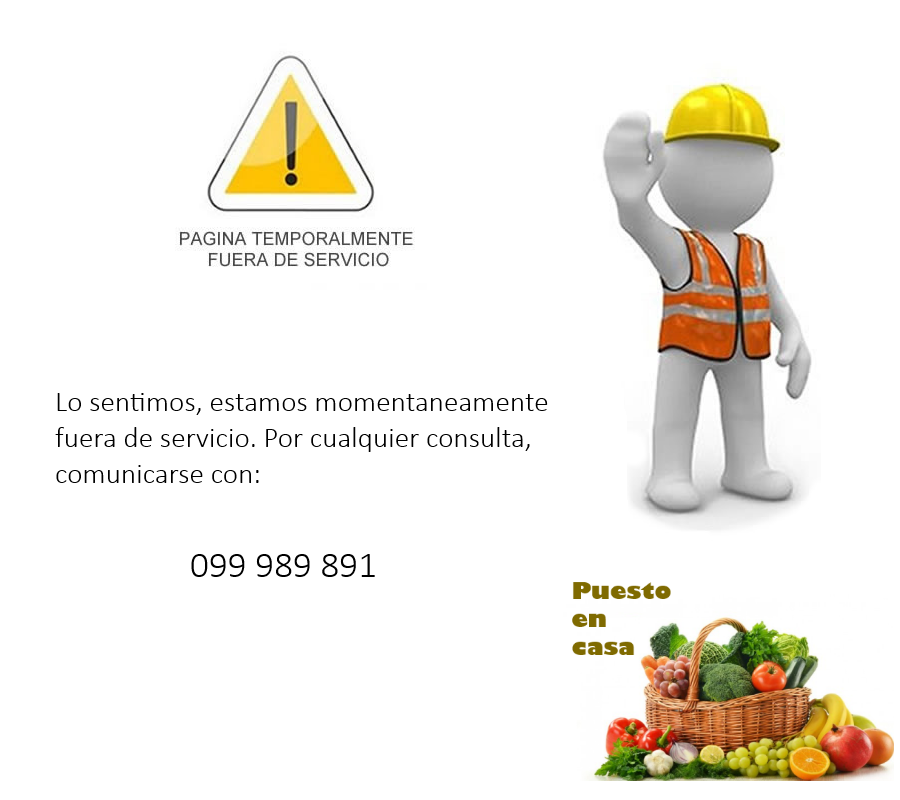 PAGINA TEMPORALMENTE
FUERA DE SERVICIO
Lo sentimos, estamos momentaneamente
fuera de servicio. Por cualquier consulta,
comunicarse con:
099 989 891
Puesto
en
casa